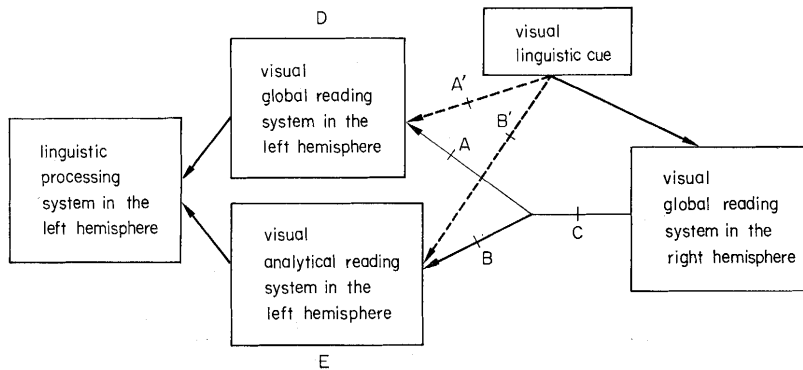 D
visual
linguistic cue
visual
global reading
system in the
left hemisphere
A′
B′
A
linguistic
processing
system in the
left hemisphere
visual
global reading
system in the
right hemisphere
visual
analytical reading
system in the
left hemisphere
B
C
E